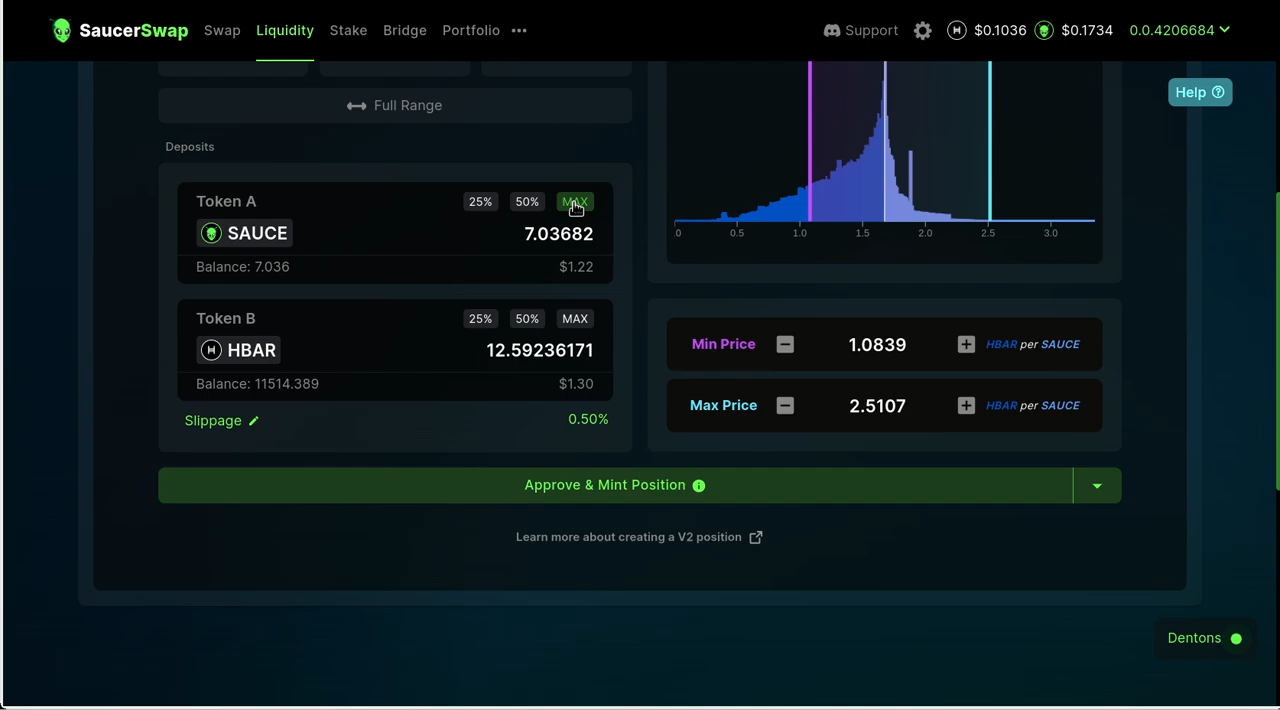 SaucerSwap Swap Liquidity Stake Bridge Portfolio ••• Support $0.1036 $0.1734 0.0.4206684
Help
Full Range
Deposits
Token A 25% 50% MAX
SAUCE 7.03682
Balance: 7.036 $1.22
Token B 25% 50% MAX
HBAR 12.59236171
Balance: 11514.389 $1.30
Slippage 0.50%
.0 0.5 1.0 1.5 2.0 2.5 3.0
Min Price 1.0839 HBAR per SAUCE
Max Price 2.5107 HBAR per SAUCE
Approve & Mint Position
Learn more about creating a V2 position
Dentons